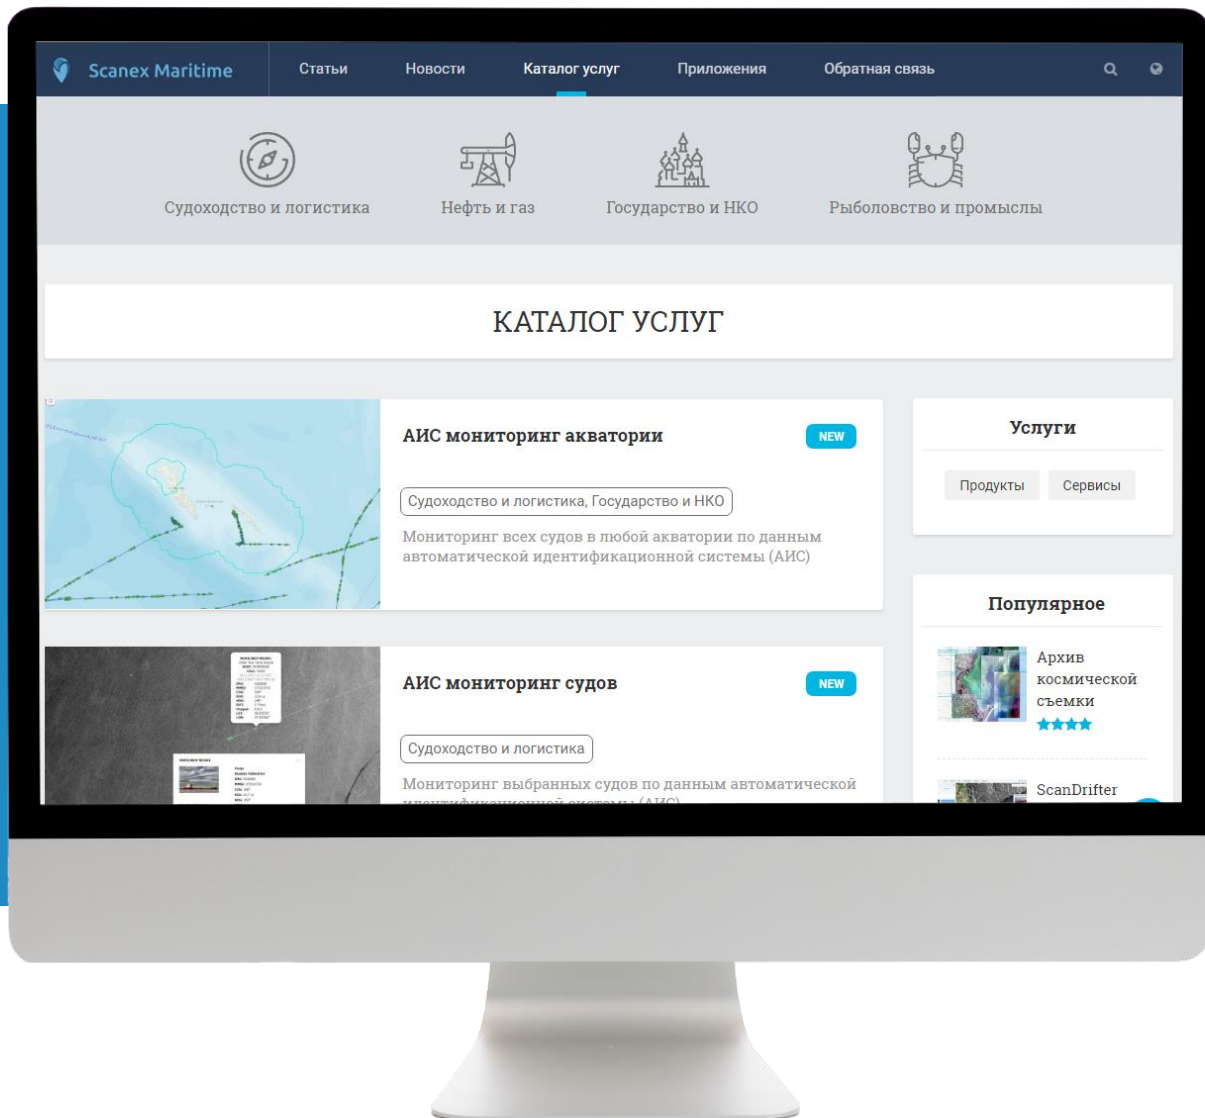 Scanex Maritime
Статьи
Новости
Каталог услуг
Приложения
Обратная связь
Судоходство и логистика
Нефть и газ
Государство и НКО
Рыболовство и промыслы
КАТАЛОГ УСЛУГ
АИС мониторинг акватории
NEW
Судоходство и логистика, Государство и НКО
Мониторинг всех судов в любой акватории по данным
автоматической идентификационной системы (АИС)
АИС мониторинг судов
NEW
Судоходство и логистика
Мониторинг выбранных судов по данным автоматической
идентификационной системы (АИС)
Услуги
Продукты
Сервисы
Популярное
Архив
космической
съемки
ScanDrifter